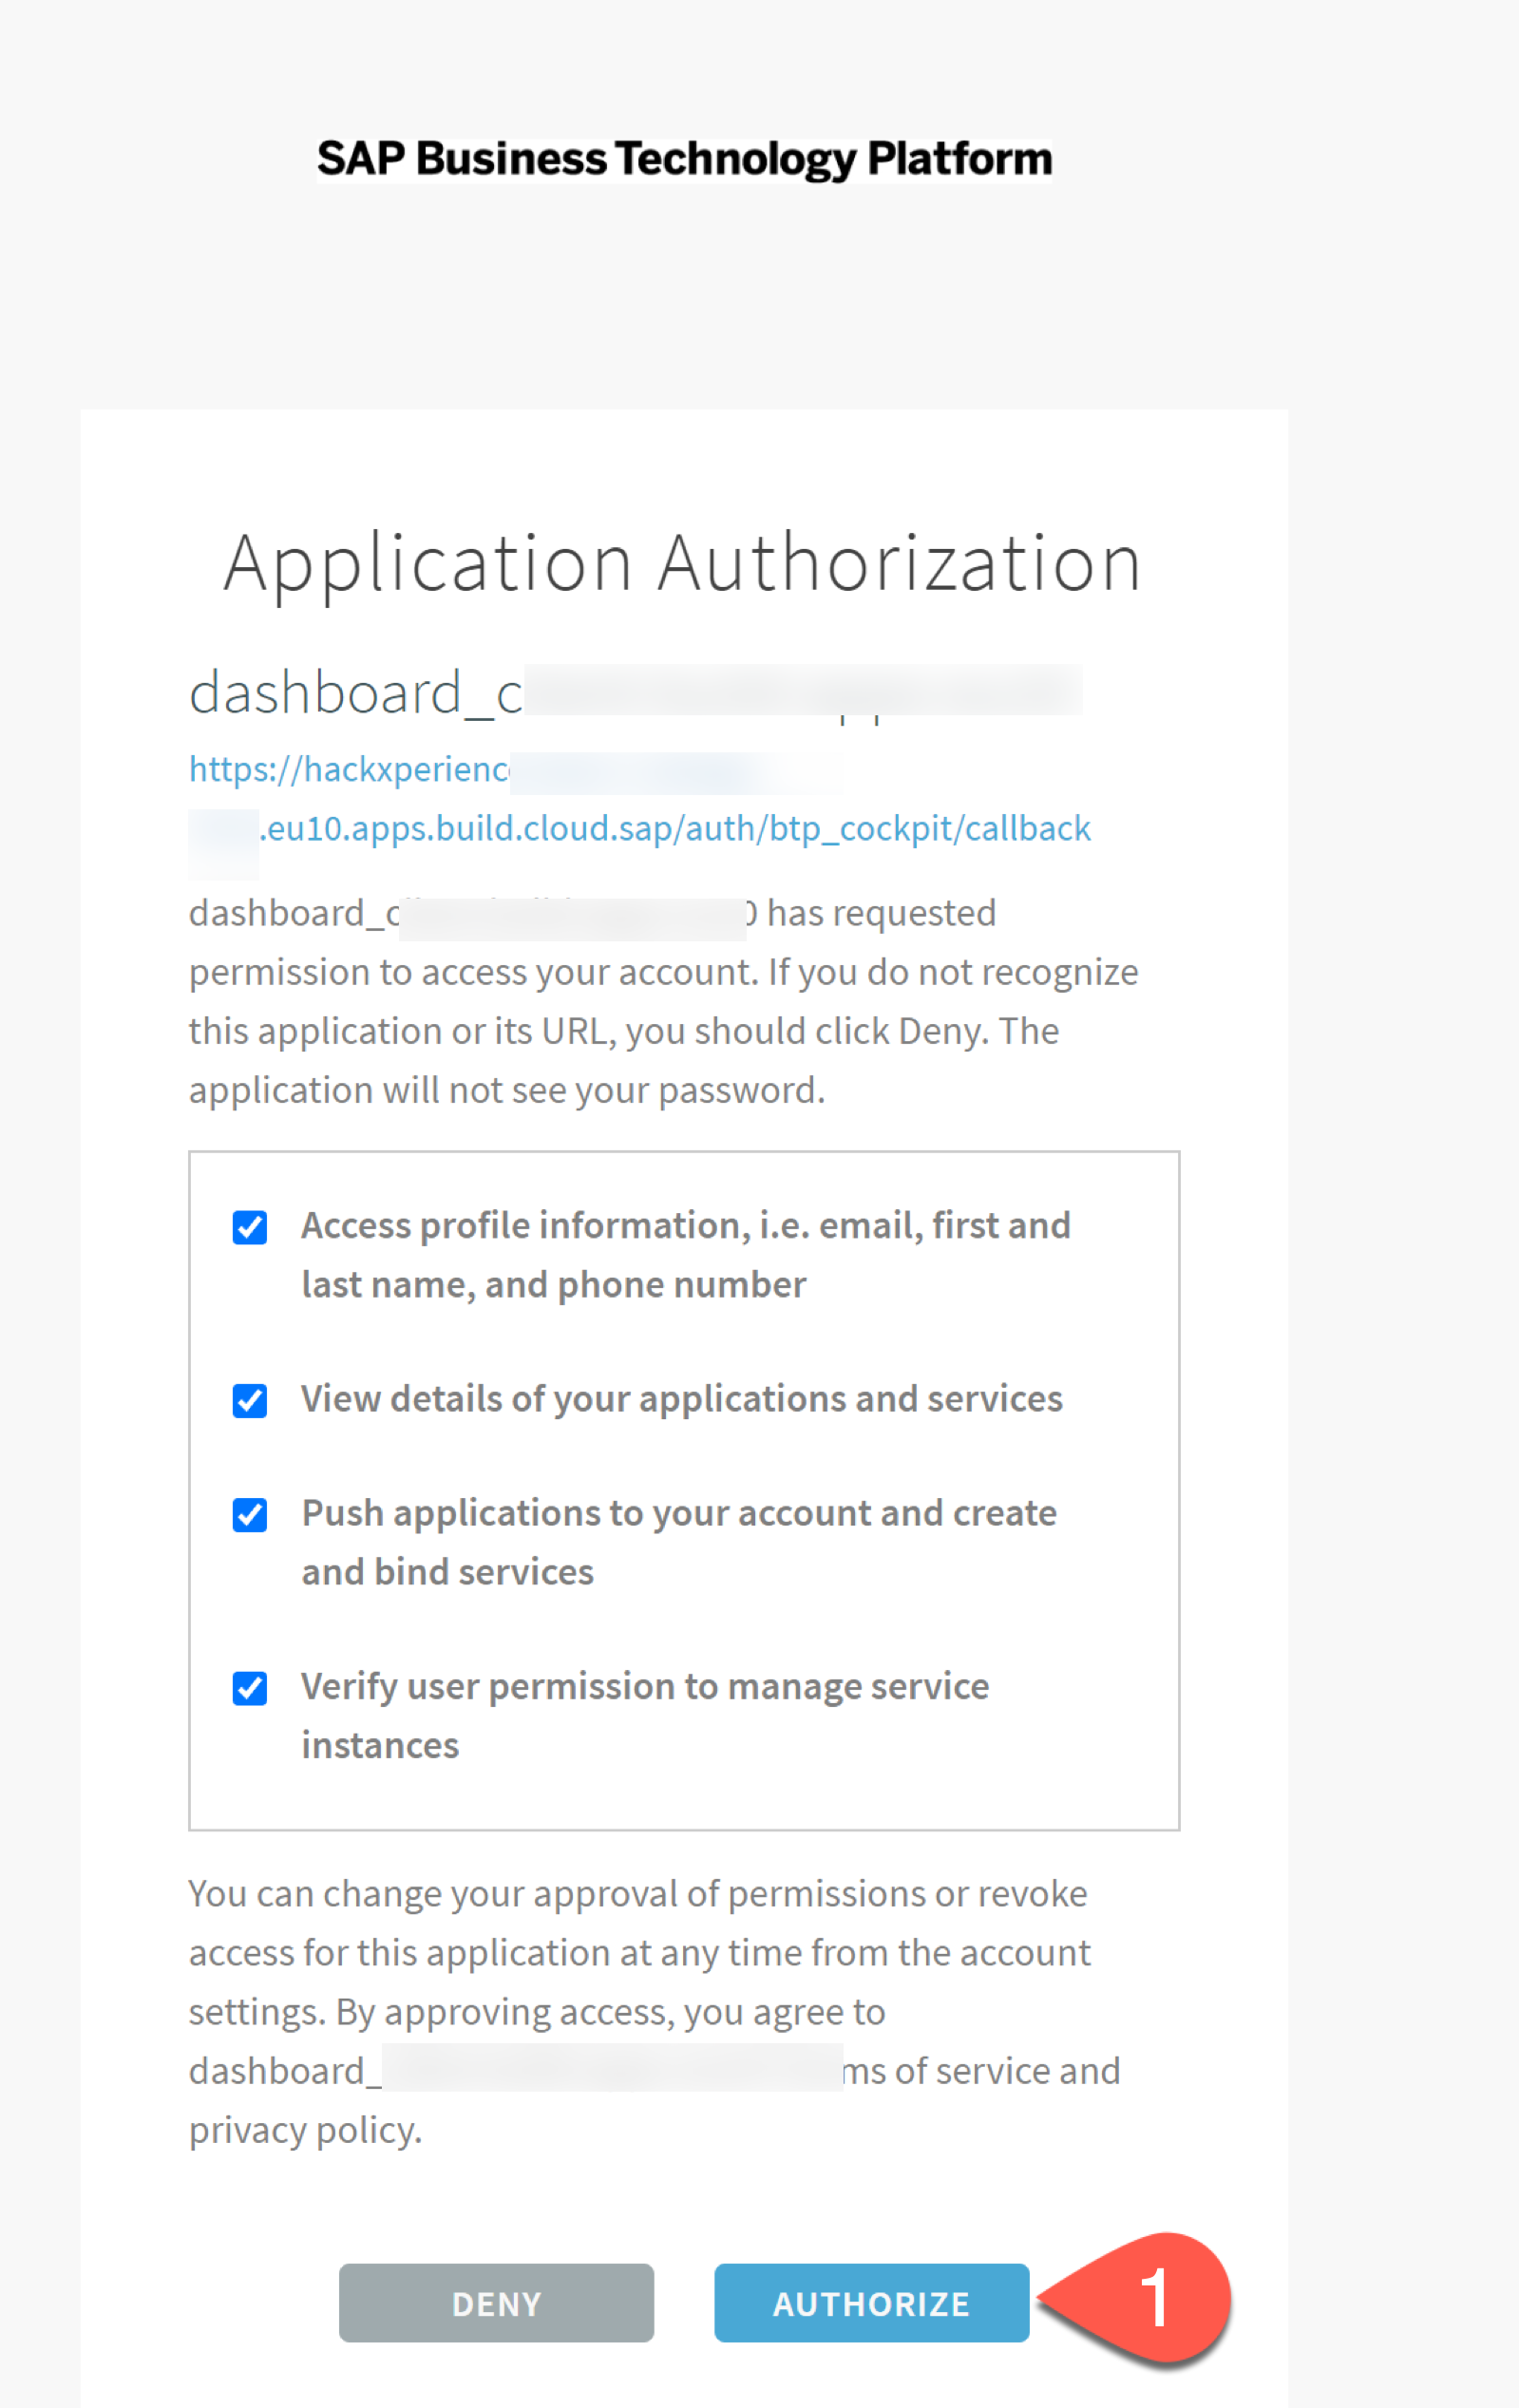 SAP Business Technology Platform
Application Authorization
dashboard_c
https://hackxperienc
.eu10.apps.build.cloud.sap/auth/btp_cockpit/callback
dashboard_c 0 has requested
permission to access your account. If you do not recognize
this application or its URL, you should click Deny. The
application will not see your password.
Access profile information, i.e. email, first and
last name, and phone number
View details of your applications and services
Push applications to your account and create
and bind services
Verify user permission to manage service
instances
You can change your approval of permissions or revoke
access for this application at any time from the account
settings. By approving access, you agree to
dashboard_ ms of service and
privacy policy.
DENY
AUTHORIZE
1